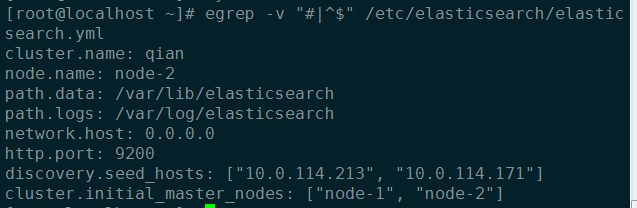 [root@localhost ~]# egrep -v "#|^$" /etc/elasticsearch/elastic
search.yml
cluster.name: qian
node.name: node-2
path.data: /var/lib/elasticsearch
path.logs: /var/log/elasticsearch
network.host: 0.0.0.0
http.port: 9200
discovery.seed_hosts: ["10.0.114.213", "10.0.114.171"]
cluster.initial_master_nodes: ["node-1", "node-2"]